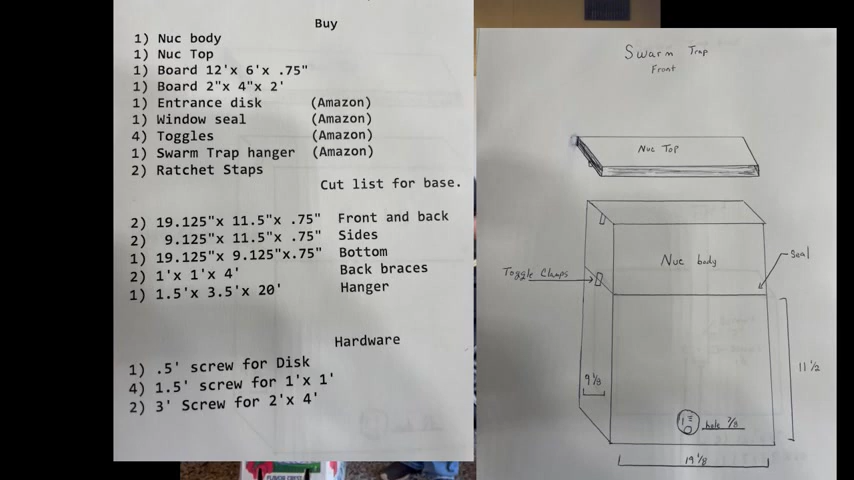 Buy
1) Nuc body
1) Nuc Top
1) Board 12'x 6'x .75"
1) Board 2"x 4"x 2'
1) Entrance disk (Amazon)
1) Window seal (Amazon)
4) Toggles (Amazon)
1) Swarm Trap hanger (Amazon)
2) Ratchet Staps
Cut list for base.
2) 19.125"x 11.5"x .75" Front and back
2) 9.125"x 11.5"x .75" Sides
1) 19.125"x 9.125"x.75" Bottom
2) 1'x 1'x 4' Back braces
1) 1.5'x 3.5'x 20' Hanger
Hardware
1) .5' screw for Disk
4) 1.5' screw for 1'x 1'
2) 3' Screw for 2'x 4'
Swarm Trap
Front
Nuc Top
Nuc body
Seal
Toggle Clamps
11 1/2
9 1/8
hole 7/8
19 1/8